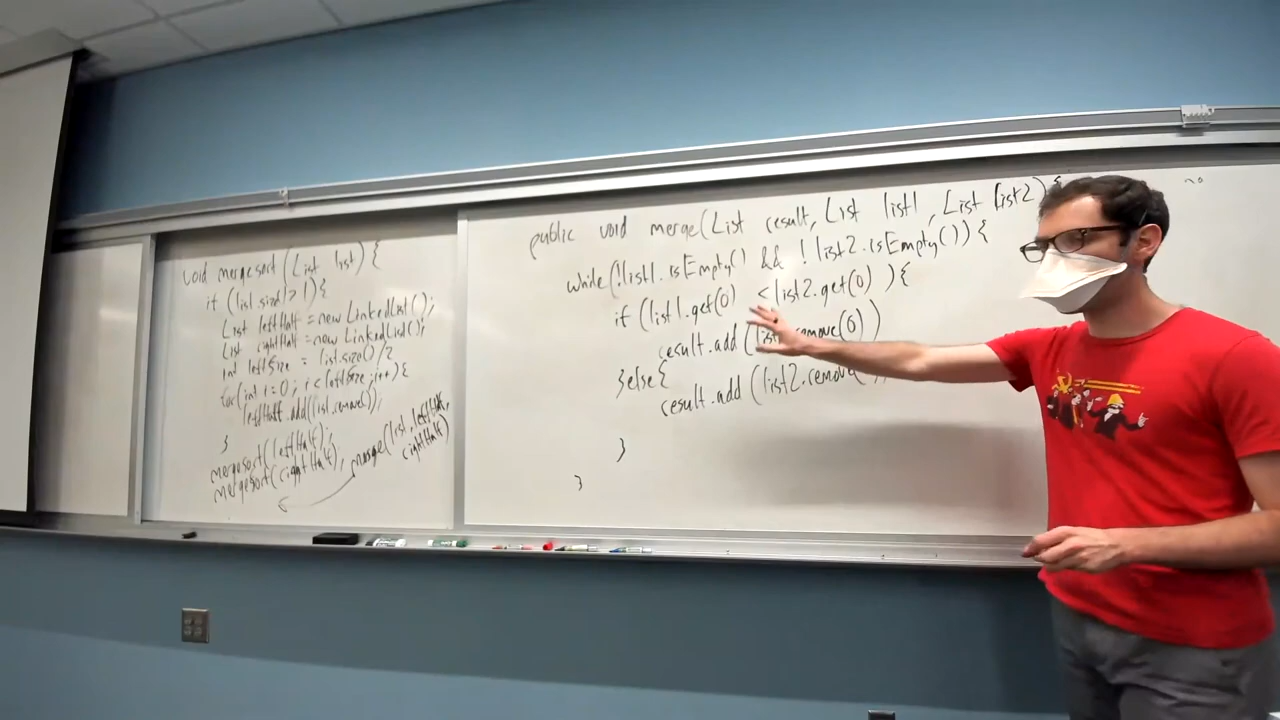 void mergesort (List list) {
if (list.size() > 1) {
List leftHalf = new LinkedList();
List rightHalf = new LinkedList();
int leftSize = list.size()/2
for(int i=0; i<leftSize; i++) {
leftHalf.add(list.remove());
}
mergesort(leftHalf);
mergesort(rightHalf);
merge(list, leftHalf,
rightHalf)
public void merge(List result, List list1, List list2) {
while(!list1.isEmpty() && !list2.isEmpty()) {
if (list1.get(0) < list2.get(0) ) {
result.add (list1.remove(0))
}else{
result.add (list2.remove
}
}
no